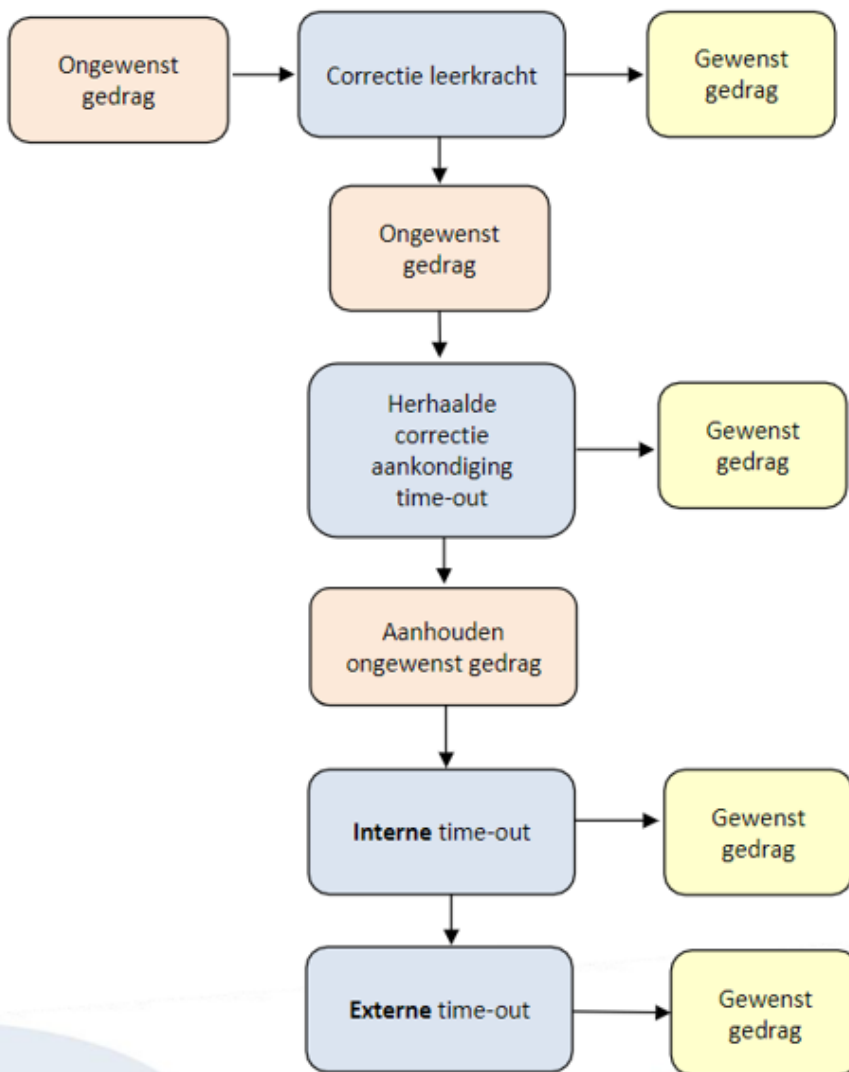 Ongewenst
gedrag
Correctie leerkracht
Gewenst
gedrag
Ongewenst
gedrag
Herhaalde
correctie
aankondiging
time-out
Gewenst
gedrag
Aanhouden
ongewenst gedrag
Interne time-out
Gewenst
gedrag
Externe time-out
Gewenst
gedrag